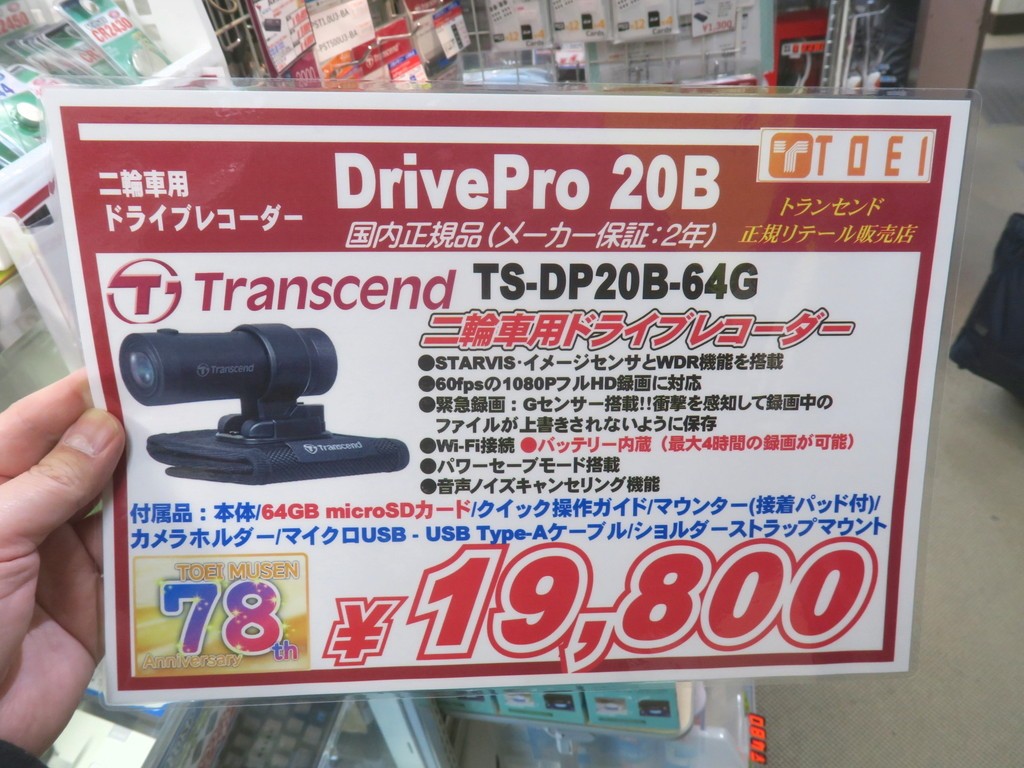 CR2450
CR2450
PST1.0U3-BA
PST500U3-BA
二輪車用
ドライブレコーダー
DrivePro 20B
国内正規品(メーカー保証:2年)
TOEI
トランセンド
正規リテール販売店
Transcend TS-DP20B-64G
二輪車用ドライブレコーダー
●STARVIS・イメージセンサとWDR機能を搭載
●60fpsの1080PフルHD録画に対応
●緊急録画:Gセンサー搭載!!衝撃を感知して録画中の
ファイルが上書きされないように保存
●Wi-Fi接続 ●バッテリー内蔵(最大4時間の録画が可能)
●パワーセーブモード搭載
●音声ノイズキャンセリング機能
Transcend
Transcend
付属品:本体/64GB microSDカード/クイック操作ガイド/マウンター(接着パッド付)/
カメラホルダー/マイクロUSB - USB Type-Aケーブル/ショルダーストラップマウント
TOEI MUSEN
78th
Anniversary
¥19,800